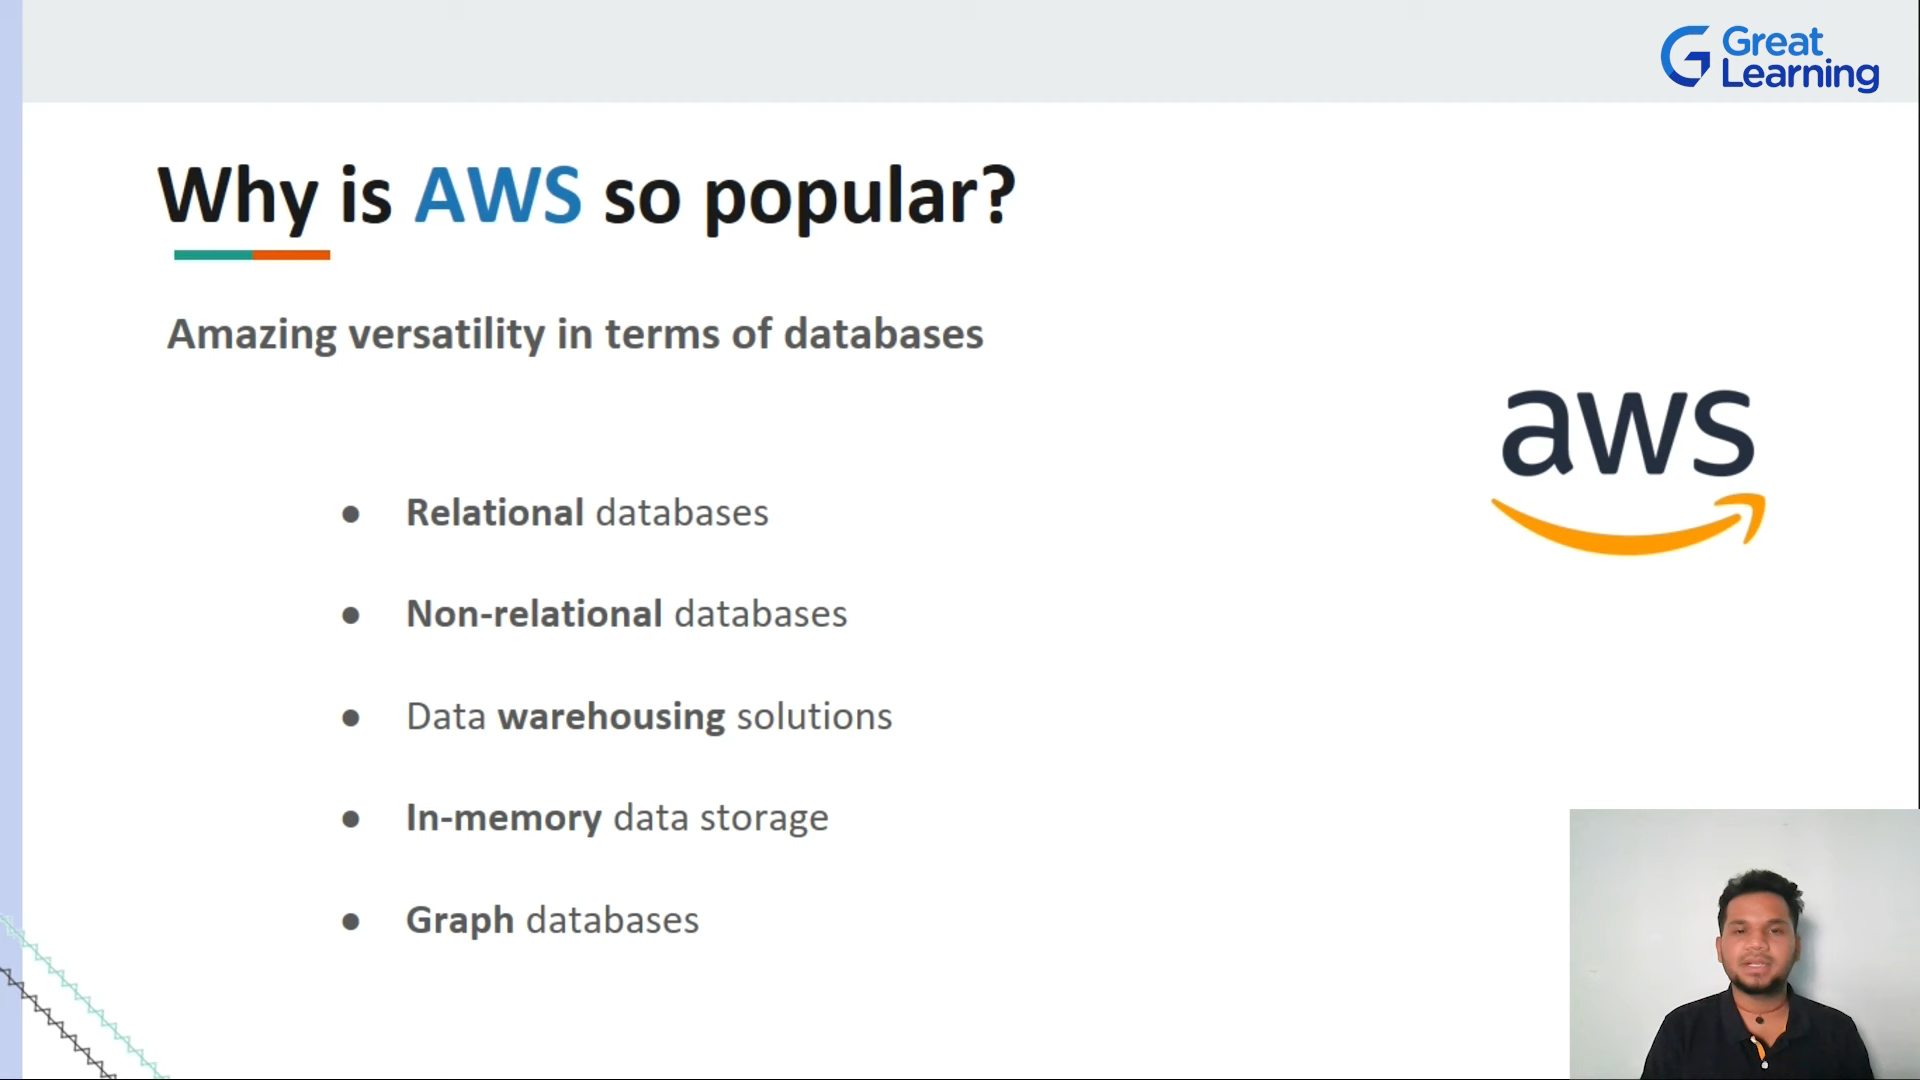 Great
Learning
Why is AWS so popular?
Amazing versatility in terms of databases
aws
● Relational databases
● Non-relational databases
● Data warehousing solutions
● In-memory data storage
● Graph databases